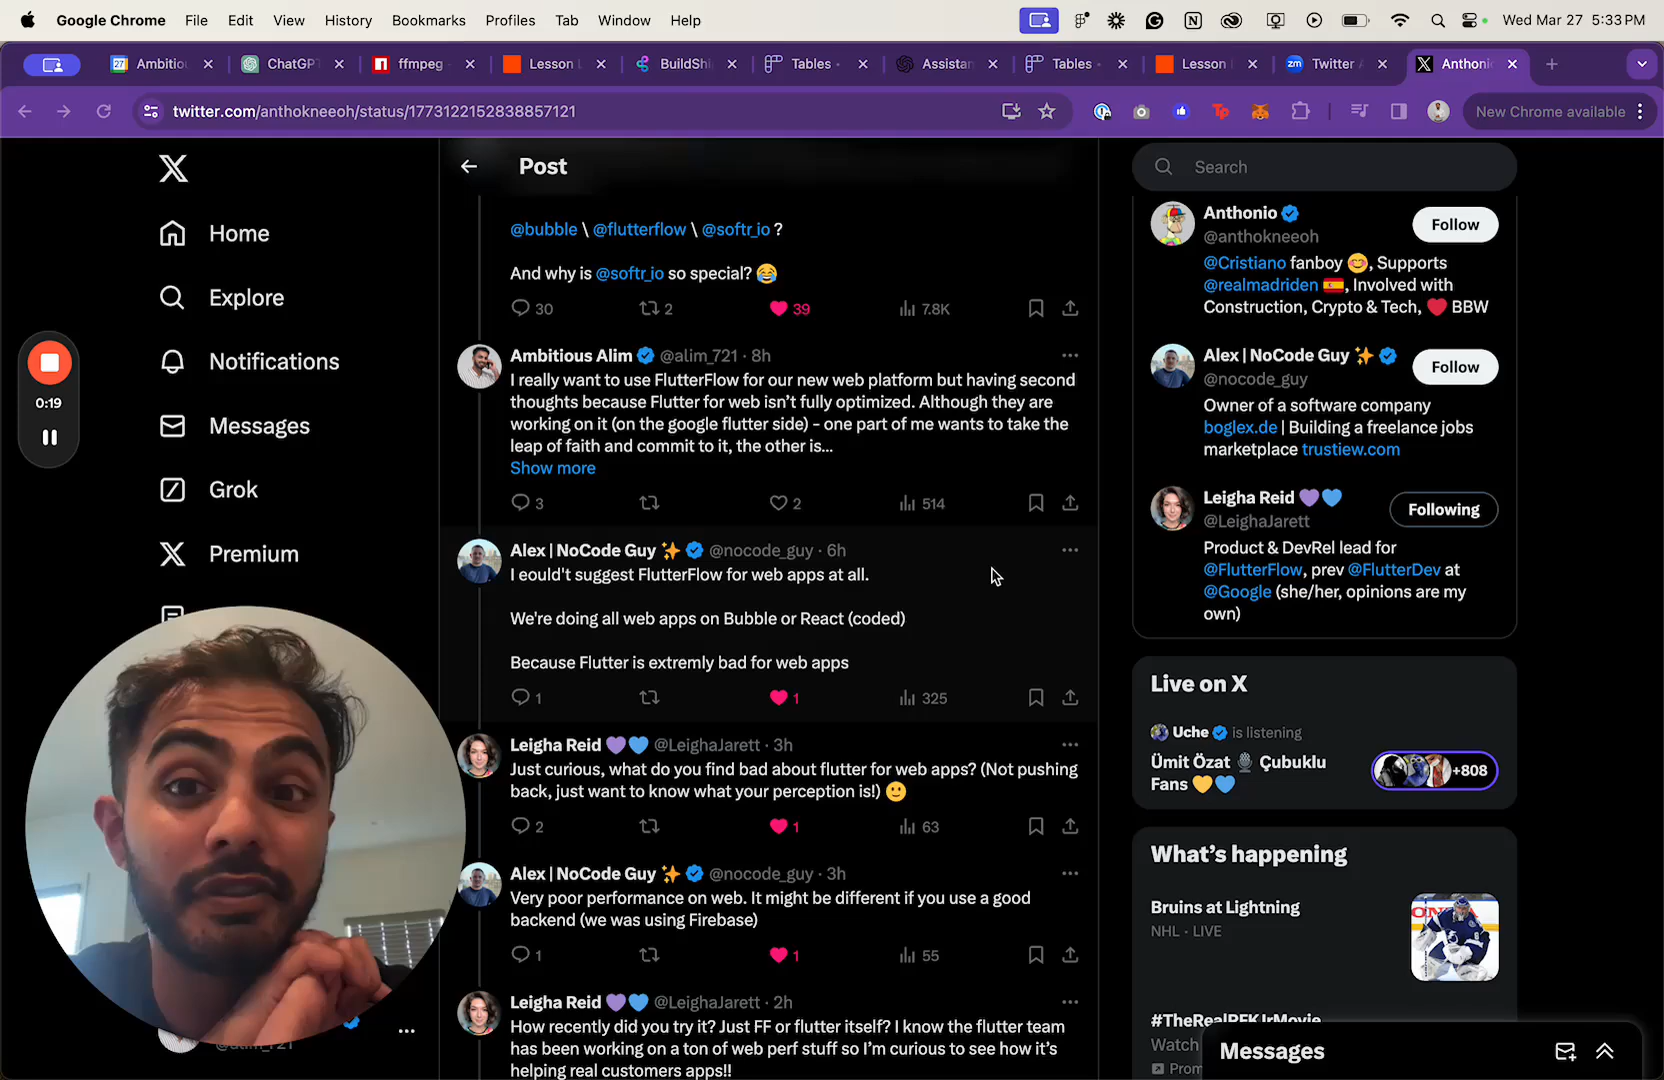 Google Chrome File Edit View History Bookmarks Profiles Tab Window Help
Wed Mar 27 5:33 PM
27 Ambitio
ChatGP
ffmpeg
Lesson
BuildShi
Tables
Assistan
Tables
Lesson
zm Twitter
Anthoni
twitter.com/anthokneeoh/status/1773122152838857121
New Chrome available
Home
Explore
Notifications
Messages
Grok
Premium
0:19
Post
@bubble \ @flutterflow \ @softr_io ?
And why is @softr_io so special? 😂
30 2 39 7.8K
Ambitious Alim @alim_721 · 8h
I really want to use FlutterFlow for our new web platform but having second
thoughts because Flutter for web isn’t fully optimized. Although they are
working on it (on the google flutter side) - one part of me wants to take the
leap of faith and commit to it, the other is...
Show more
3 2 514
Alex | NoCode Guy ✨ @nocode_guy · 6h
I eould't suggest FlutterFlow for web apps at all.
We're doing all web apps on Bubble or React (coded)
Because Flutter is extremly bad for web apps
1 1 325
Leigha Reid 💜💙 @LeighaJarett · 3h
Just curious, what do you find bad about flutter for web apps? (Not pushing
back, just want to know what your perception is!) 🙂
2 1 63
Alex | NoCode Guy ✨ @nocode_guy · 3h
Very poor performance on web. It might be different if you use a good
backend (we was using Firebase)
1 1 55
Leigha Reid 💜💙 @LeighaJarett · 2h
How recently did you try it? Just FF or flutter itself? I know the flutter team
has been working on a ton of web perf stuff so I’m curious to see how it’s
helping real customers apps!!
Search
Anthonio
@anthokneeoh
Follow
@Cristiano fanboy 😊, Supports
@realmadriden 🇪🇸, Involved with
Construction, Crypto & Tech, ❤️ BBW
Alex | NoCode Guy ✨
@nocode_guy
Follow
Owner of a software company
boglex.de | Building a freelance jobs
marketplace trustiew.com
Leigha Reid 💜💙
@LeighaJarett
Following
Product & DevRel lead for
@FlutterFlow, prev @FlutterDev at
@Google (she/her, opinions are my
own)
Live on X
Uche is listening
Ümit Özat 🎙️ Çubuklu
Fans 💛💙
+808
What’s happening
Bruins at Lightning
NHL · LIVE
#TheRealRFKJrMovie
Watch
Prom
Messages